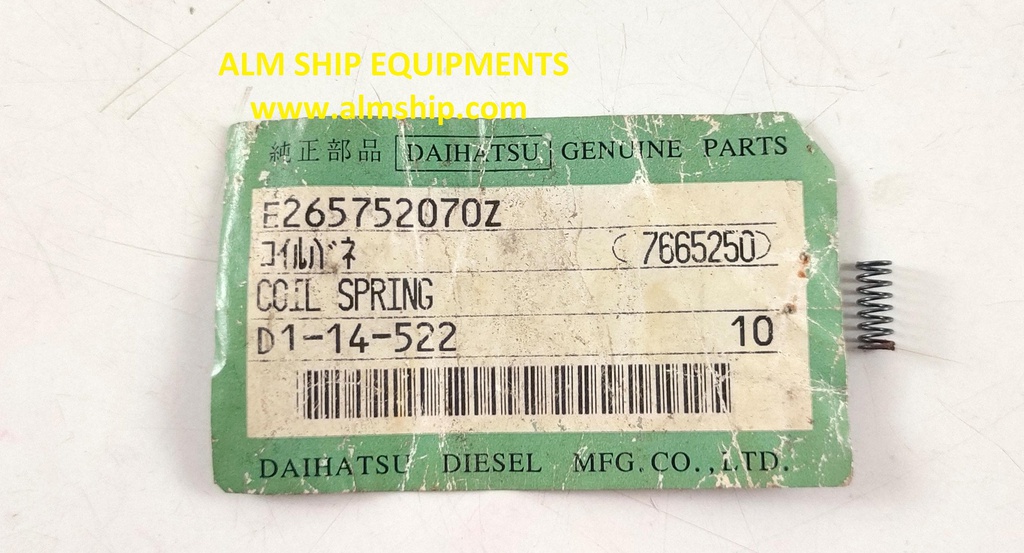 ALM SHIP EQUIPMENTS
www.almship.com
純正部品 DAIHATSU GENUINE PARTS
E265752070Z
コイルバネ (7665250)
COIL SPRING
D1-14-522 10
DAIHATSU DIESEL MFG. CO., LTD.